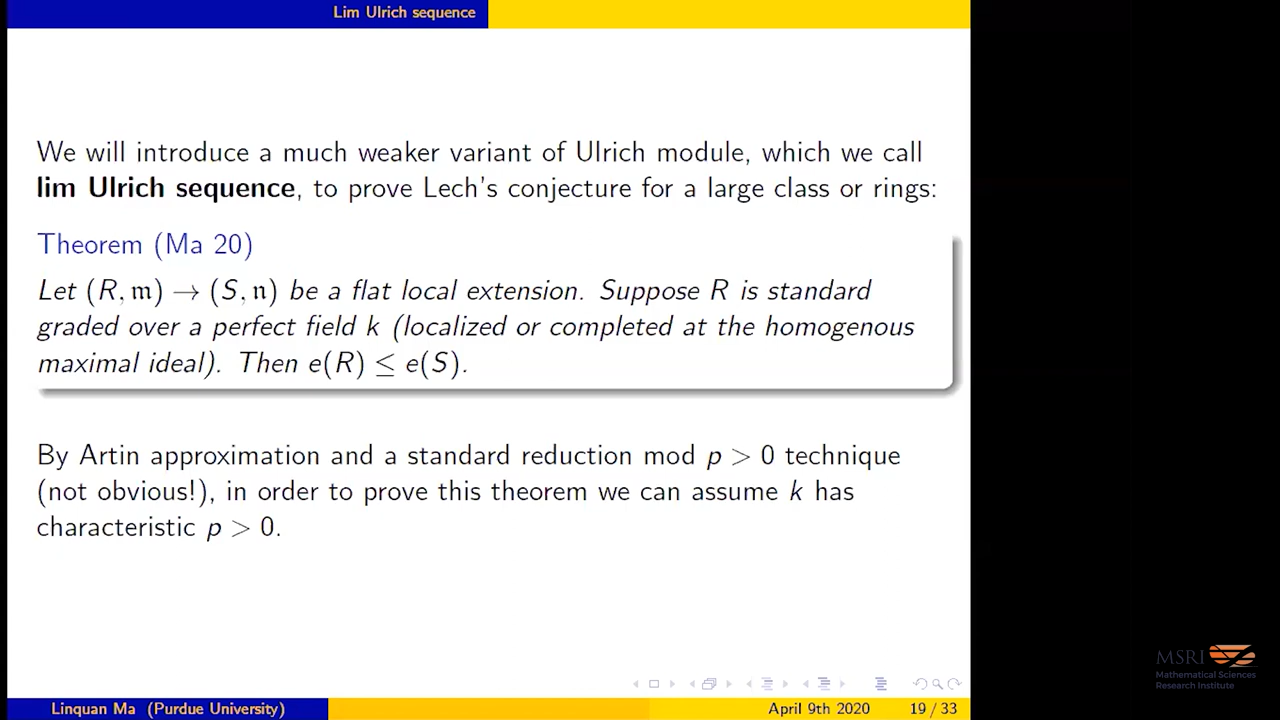 Lim Ulrich sequence
We will introduce a much weaker variant of Ulrich module, which we call
lim Ulrich sequence, to prove Lech's conjecture for a large class or rings:
Theorem (Ma 20)
Let (R, 𝔪) → (S, 𝔫) be a flat local extension. Suppose R is standard
graded over a perfect field k (localized or completed at the homogenous
maximal ideal). Then e(R) ≤ e(S).
By Artin approximation and a standard reduction mod p > 0 technique
(not obvious!), in order to prove this theorem we can assume k has
characteristic p > 0.
MSRI
Mathematical Sciences
Research Institute
Linquan Ma (Purdue University)
April 9th 2020
19 / 33